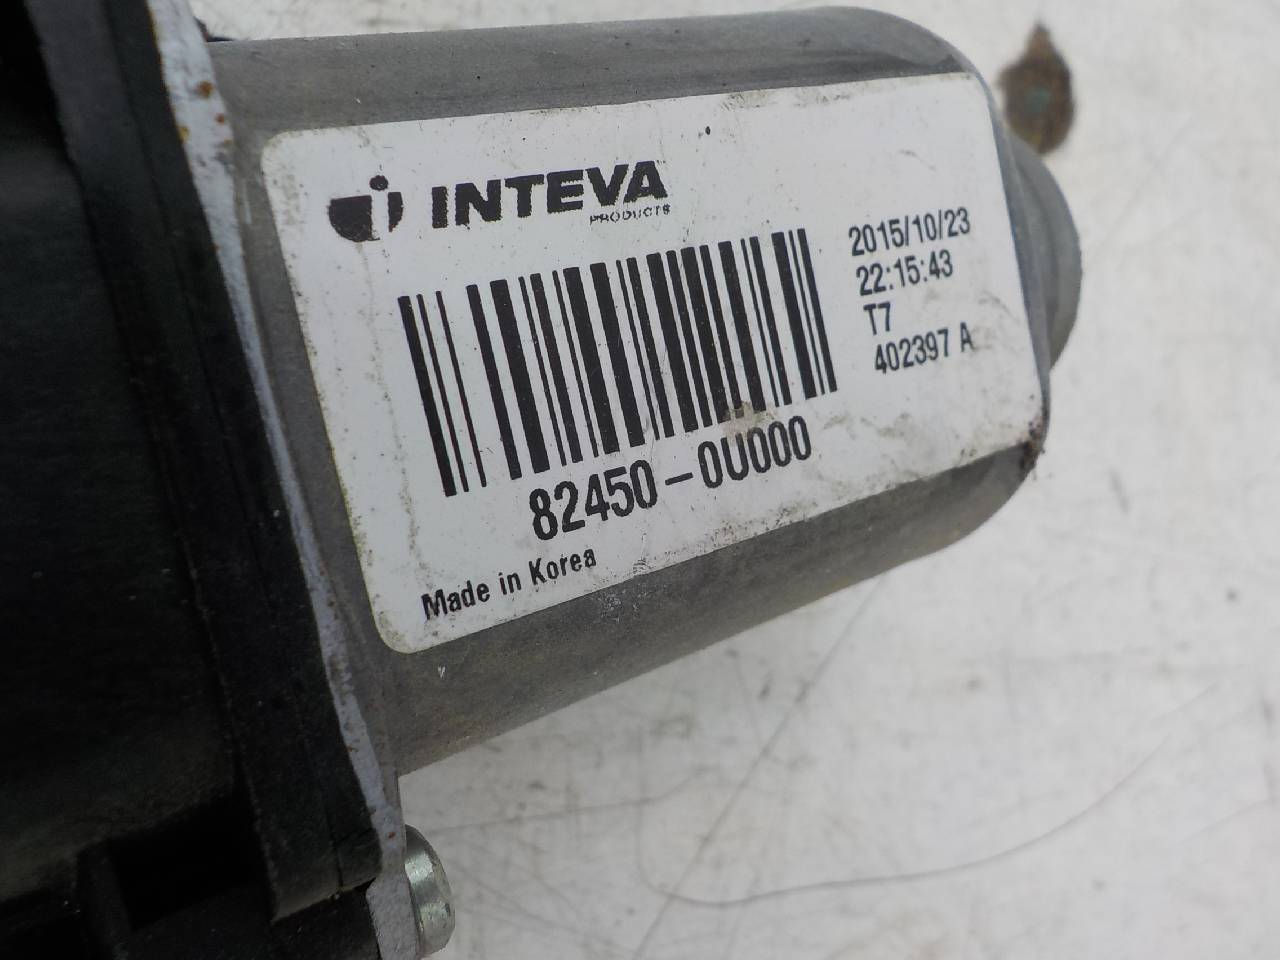 INTEVA
PRODUCTS
2015/10/23
22:15:43
T7
402397 A
82450-0U000
Made in Korea